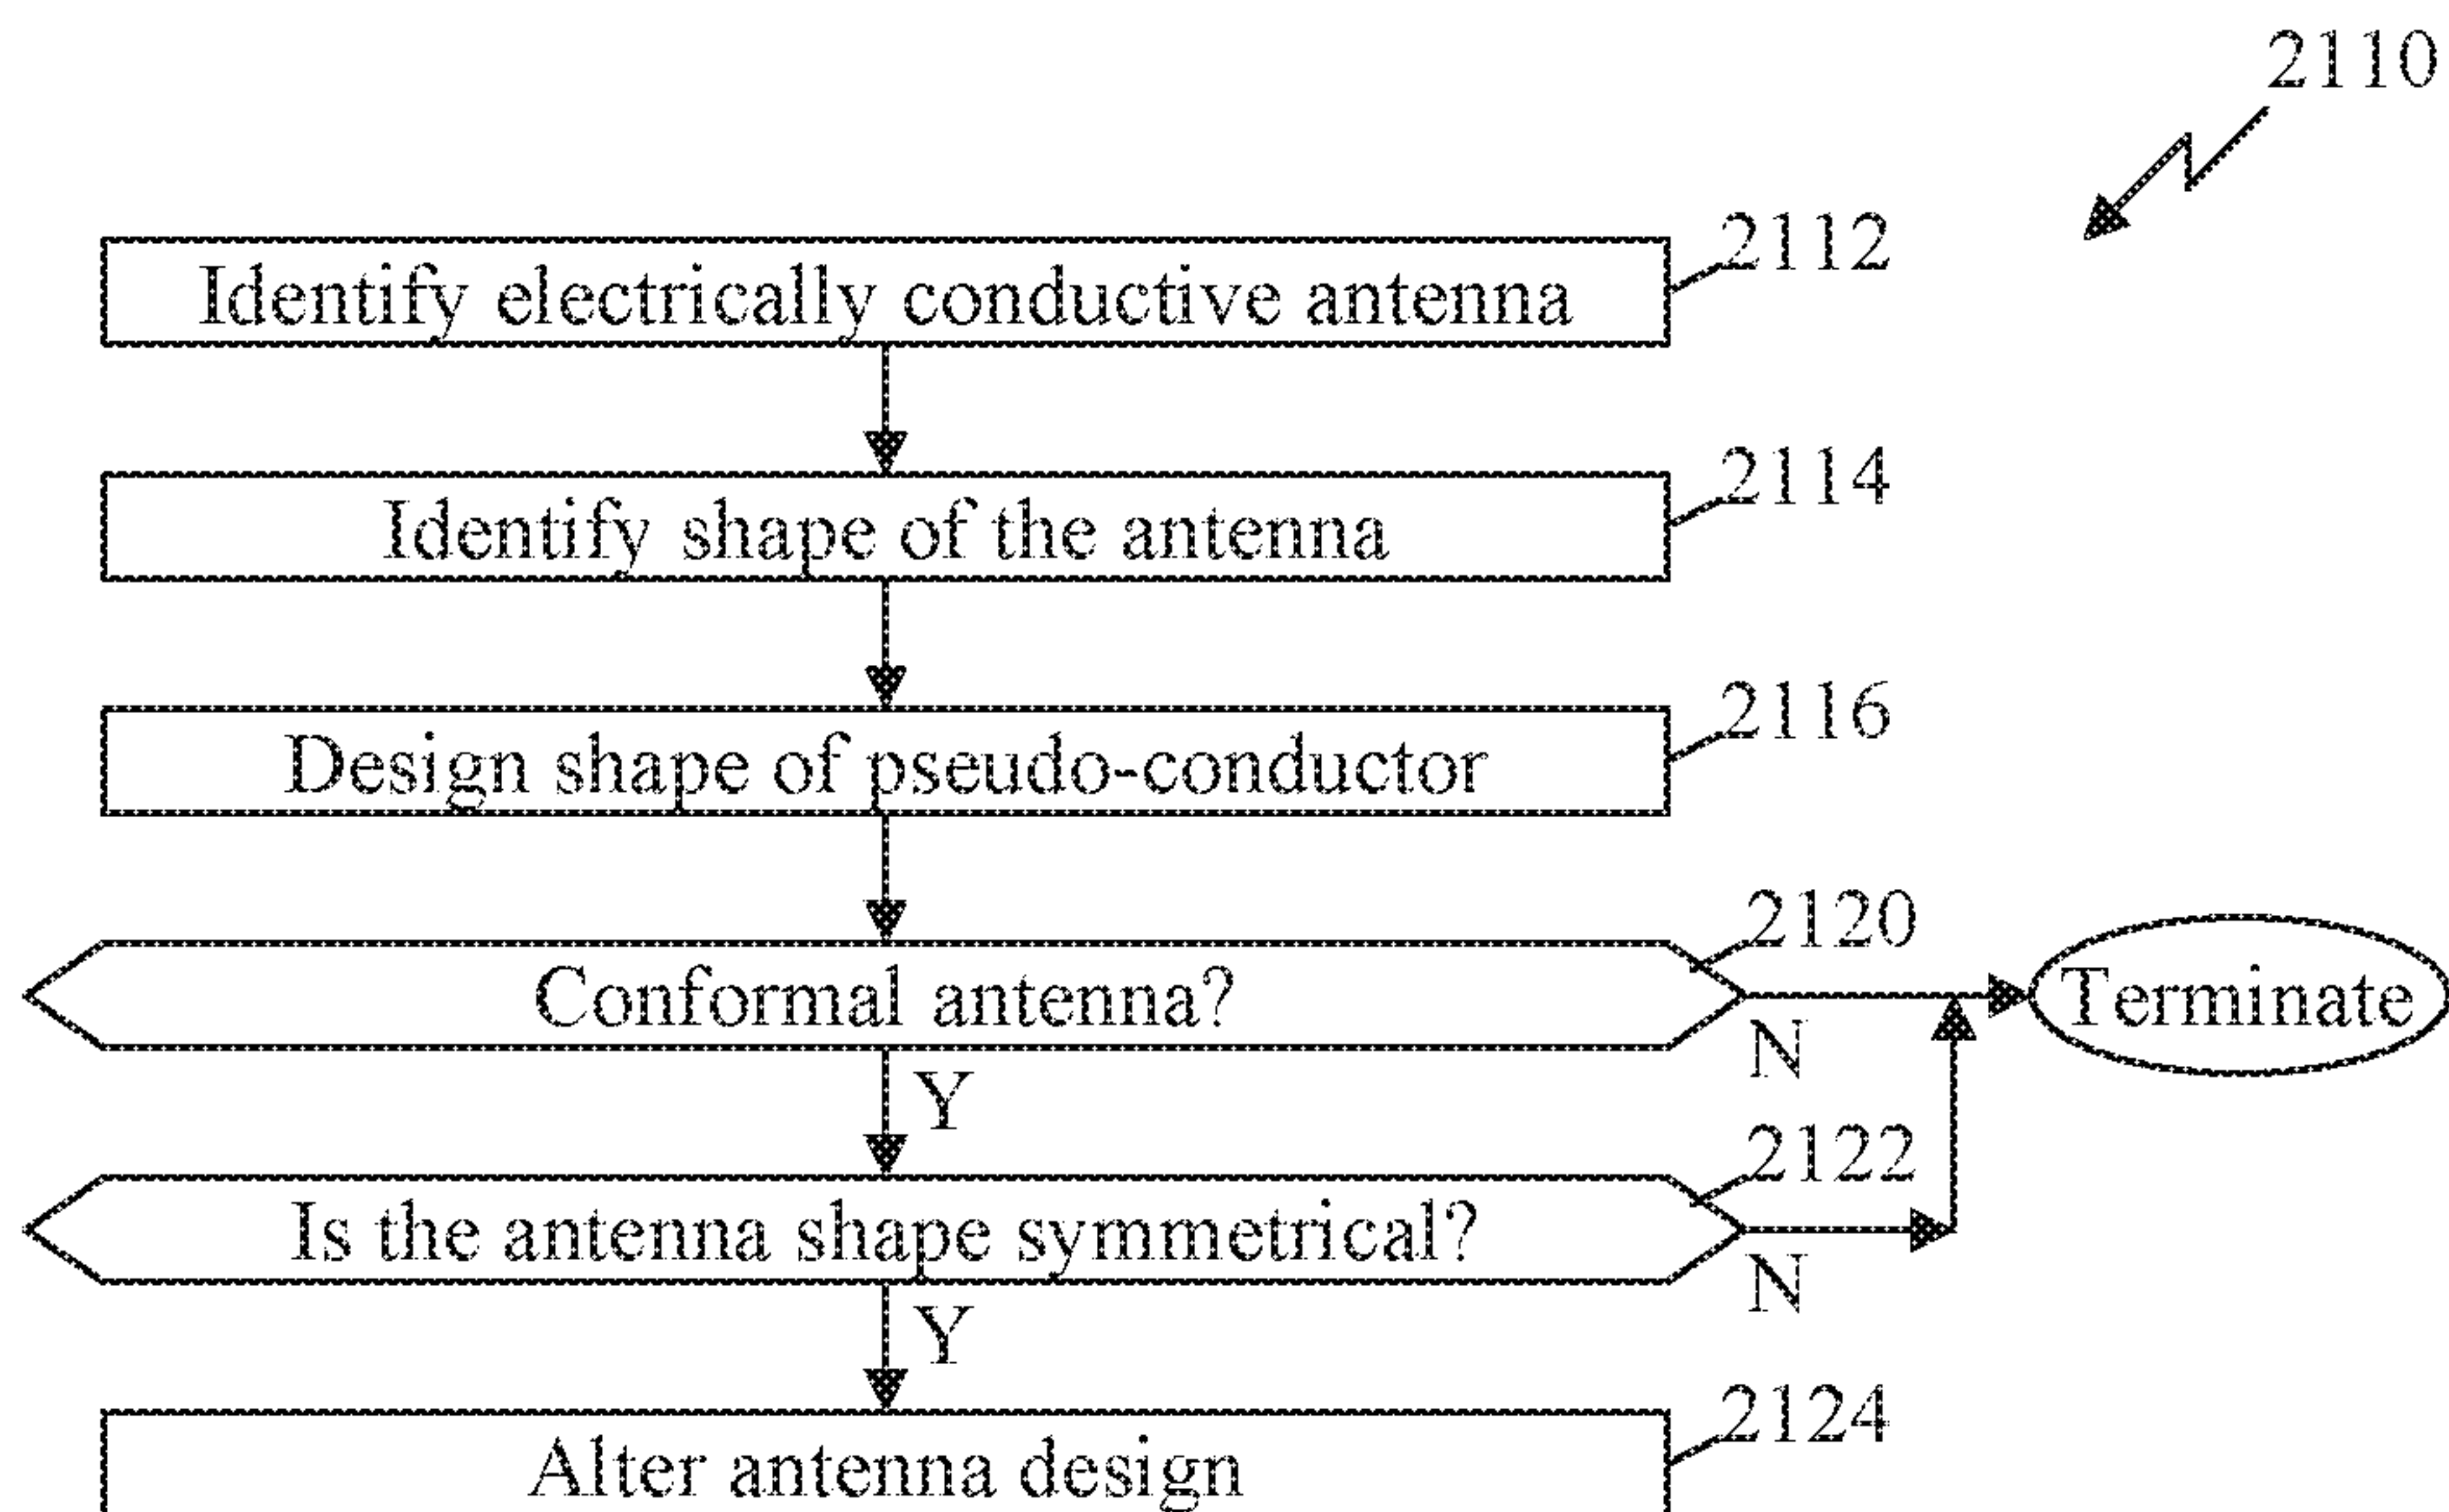 2110
2112
Identify electrically conductive antenna
2114
Identify shape of the antenna
2116
Design shape of pseudo-conductor
2120
Conformal antenna?
Terminate
N
Y
2122
Is the antenna shape symmetrical?
N
Y
2124
Alter antenna design